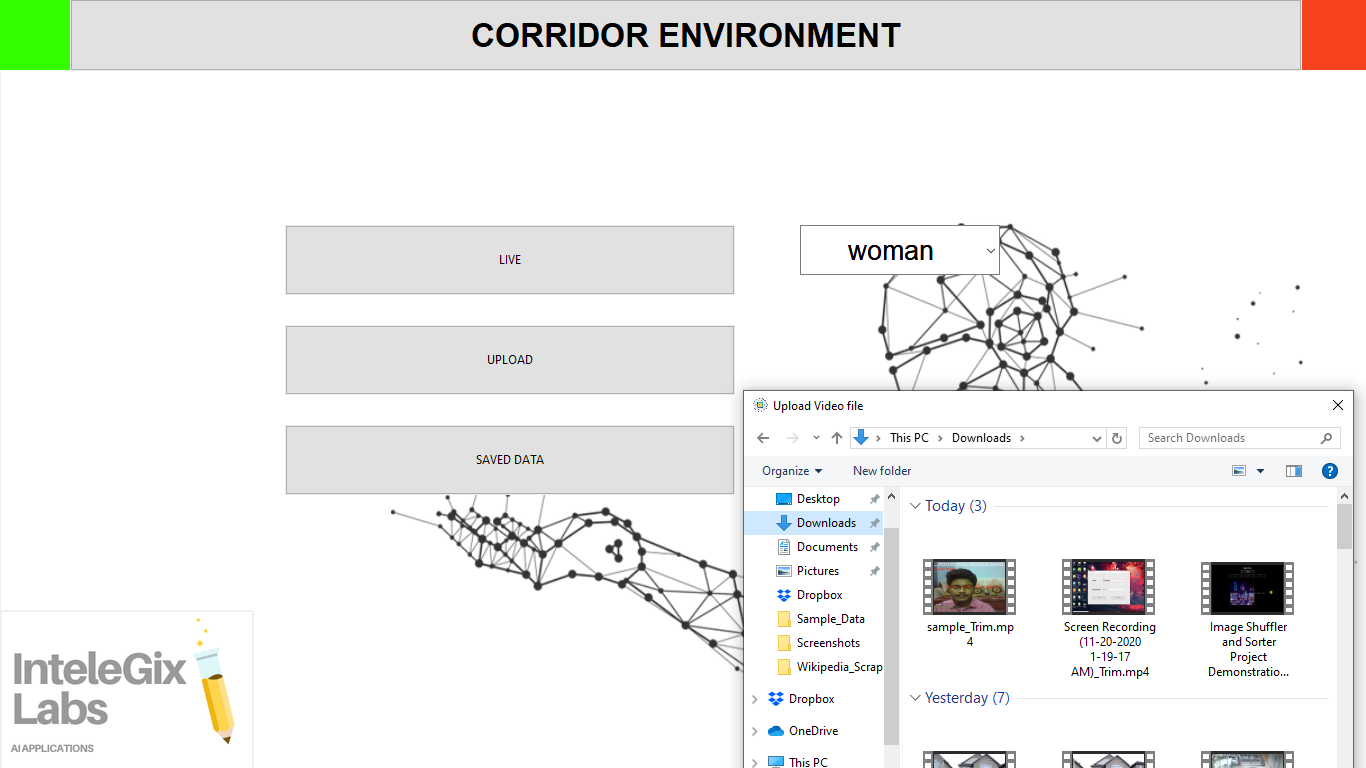 CORRIDOR ENVIRONMENT
LIVE
woman
UPLOAD
SAVED DATA
Upload Video file
This PC
Downloads
Search Downloads
Organize
New folder
?
Desktop
Downloads
Documents
Pictures
Dropbox
Sample_Data
Screenshots
Wikipedia_Scrap
Dropbox
OneDrive
This PC
Today (3)
sample_Trim.mp
4
Screen Recording
(11-20-2020
1-19-17
AM)_Trim.mp4
Image Shuffler
and Sorter
Project
Demonstratio...
Yesterday (7)
InteleGix
Labs
AI APPLICATIONS